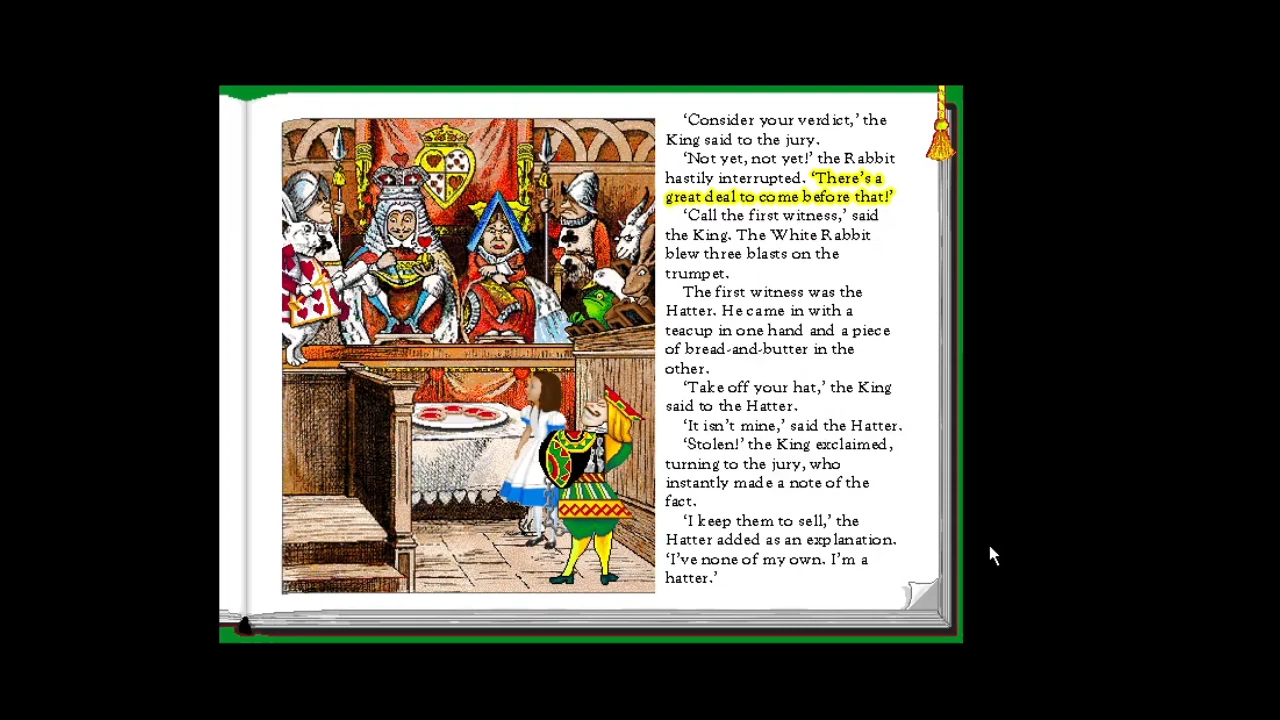 ‘Consider your verdict,’ the
King said to the jury.
‘Not yet, not yet!’ the Rabbit
hastily interrupted. ‘There’s a
great deal to come before that!’
‘Call the first witness,’ said
the King. The White Rabbit
blew three blasts on the
trumpet.
The first witness was the
Hatter. He came in with a
teacup in one hand and a piece
of bread-and-butter in the
other.
‘Take off your hat,’ the King
said to the Hatter.
‘It isn’t mine,’ said the Hatter.
‘Stolen!’ the King exclaimed,
turning to the jury, who
instantly made a note of the
fact.
‘I keep them to sell,’ the
Hatter added as an explanation.
‘I’ve none of my own. I’m a
hatter.’